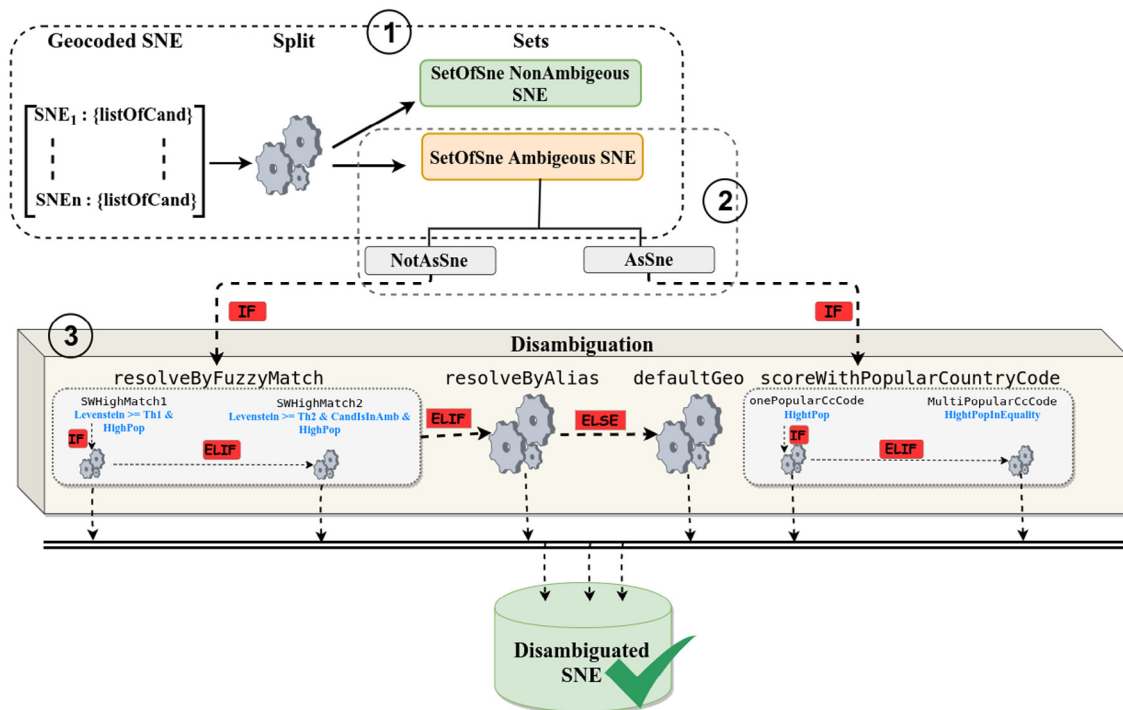 Geocoded SNE
Split
1
Sets
SetOfSne NonAmbigeous
SNE
SNE1 : {listOfCand}
SetOfSne Ambigeous SNE
SNEn : {listOfCand}
2
NotAsSne
AsSne
IF
IF
3
Disambiguation
resolveByFuzzyMatch
resolveByAlias
defaultGeo
scoreWithPopularCountryCode
SWHighMatch1
Levenstein >= Th1 &
HighPop
SWHighMatch2
Levenstein >= Th2 & CandIsInAmb &
HighPop
onePopularCcCode
HightPop
MultiPopularCcCode
HightPopInEquality
IF
ELIF
ELIF
ELSE
IF
ELIF
Disambiguated
SNE